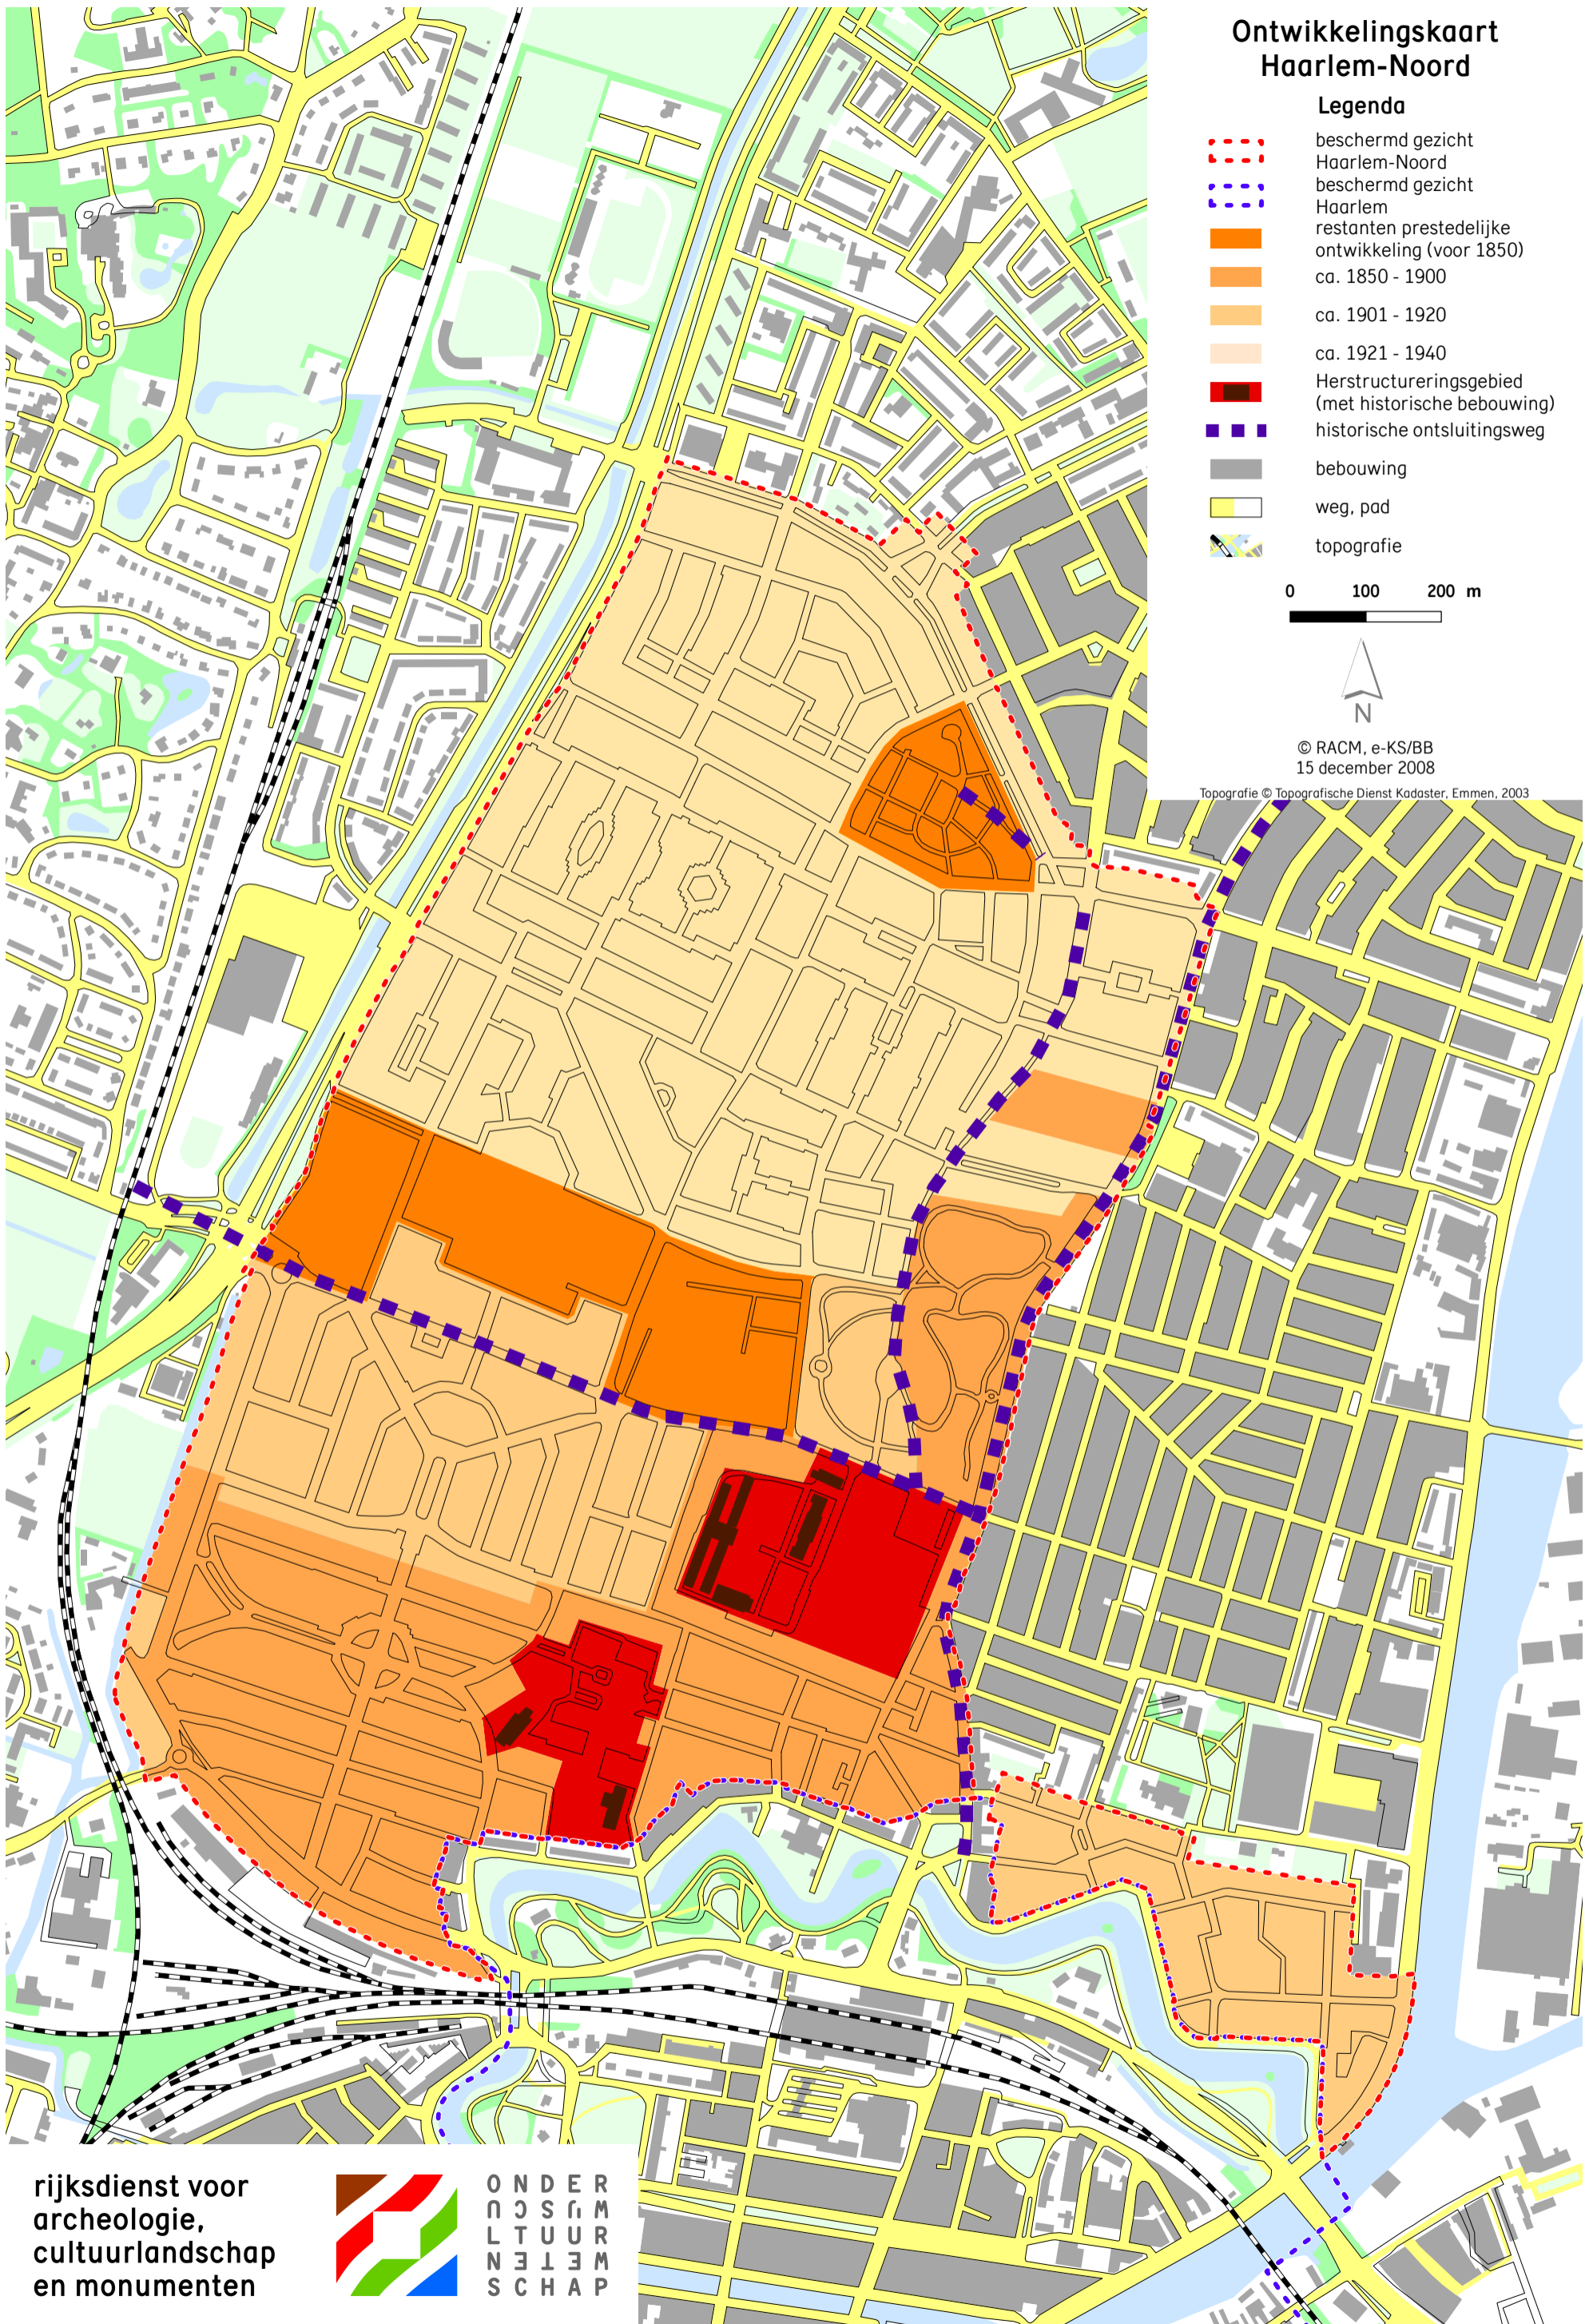 Ontwikkelingskaart
Haarlem-Noord
Legenda
beschermd gezicht
Haarlem-Noord
beschermd gezicht
Haarlem
restanten prestedelijke
ontwikkeling (voor 1850)
ca. 1850 - 1900
ca. 1901 - 1920
ca. 1921 - 1940
Herstructureringsgebied
(met historische bebouwing)
historische ontsluitingsweg
bebouwing
weg, pad
topografie
0 100 200 m
N
© RACM, e-KS/BB
15 december 2008
Topografie © Topografische Dienst Kadaster, Emmen, 2003
rijksdienst voor
archeologie,
cultuurlandschap
en monumenten
ONDER
UCSIJM
LTUUR
NETEM
SCHAP